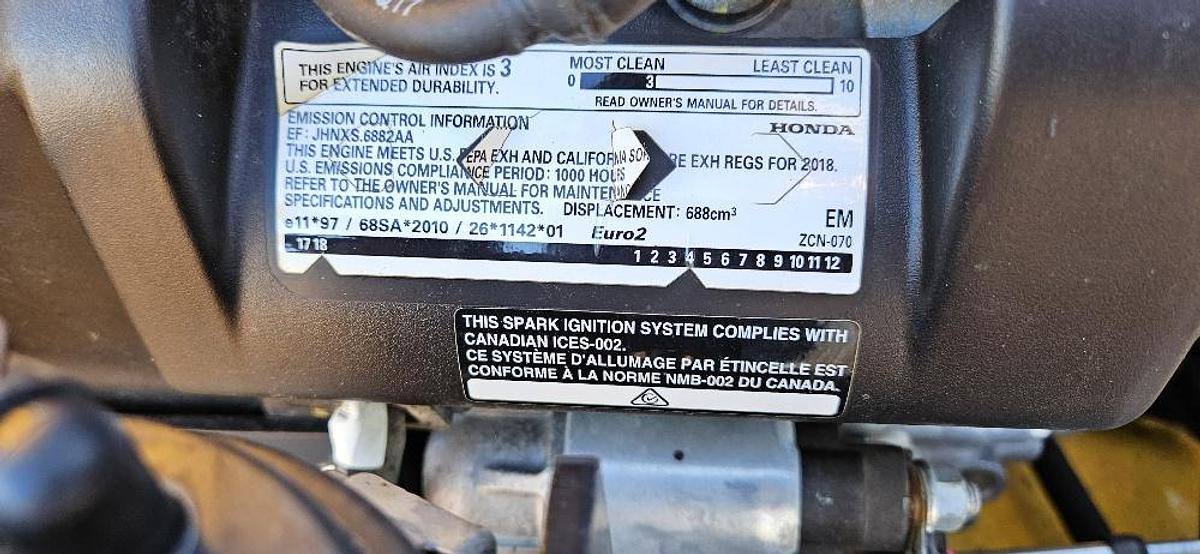 THIS ENGINE'S AIR INDEX IS 3
FOR EXTENDED DURABILITY.
MOST CLEAN LEAST CLEAN
0 3 10
READ OWNER'S MANUAL FOR DETAILS.
EMISSION CONTROL INFORMATION
HONDA
EF: JHNXS.6882AA
THIS ENGINE MEETS U.S. EPA EXH AND CALIFORNIA SORE EXH REGS FOR 2018.
U.S. EMISSIONS COMPLIANCE PERIOD: 1000 HOURS
REFER TO THE OWNER'S MANUAL FOR MAINTENANCE
SPECIFICATIONS AND ADJUSTMENTS. DISPLACEMENT: 688cm³
EM
e11*97 / 68SA*2010 / 26*1142*01 Euro2
ZCN-070
17 18 1 2 3 4 5 6 7 8 9 10 11 12
THIS SPARK IGNITION SYSTEM COMPLIES WITH
CANADIAN ICES-002.
CE SYSTÈME D'ALLUMAGE PAR ÉTINCELLE EST
CONFORME À LA NORME NMB-002 DU CANADA.